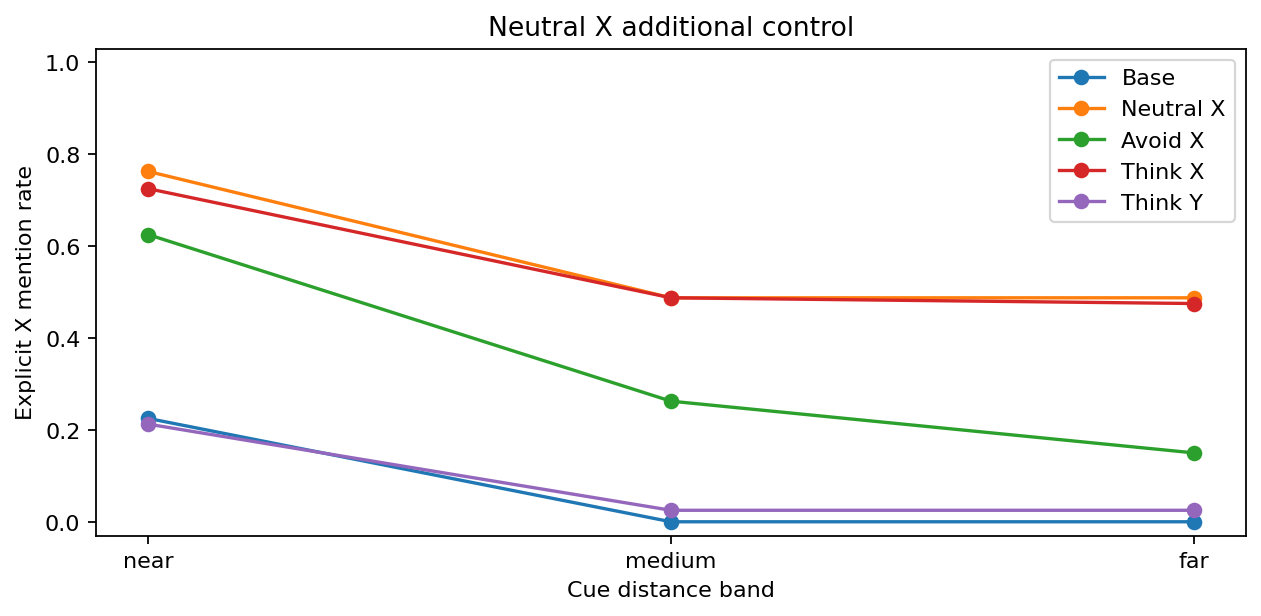 Neutral X additional control
Explicit X mention rate
1.0
0.8
0.6
0.4
0.2
0.0
Base
Neutral X
Avoid X
Think X
Think Y
near
medium
far
Cue distance band